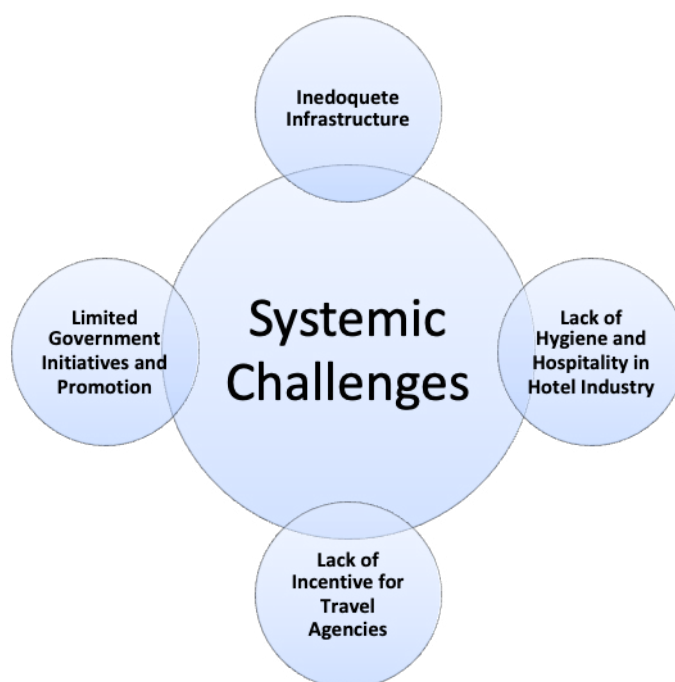 Inedoquete
Infrastructure
Limited
Government
Initiatives and
Promotion
Systemic
Challenges
Lack of
Hygiene and
Hospitality in
Hotel Industry
Lack of
Incentive for
Travel
Agencies